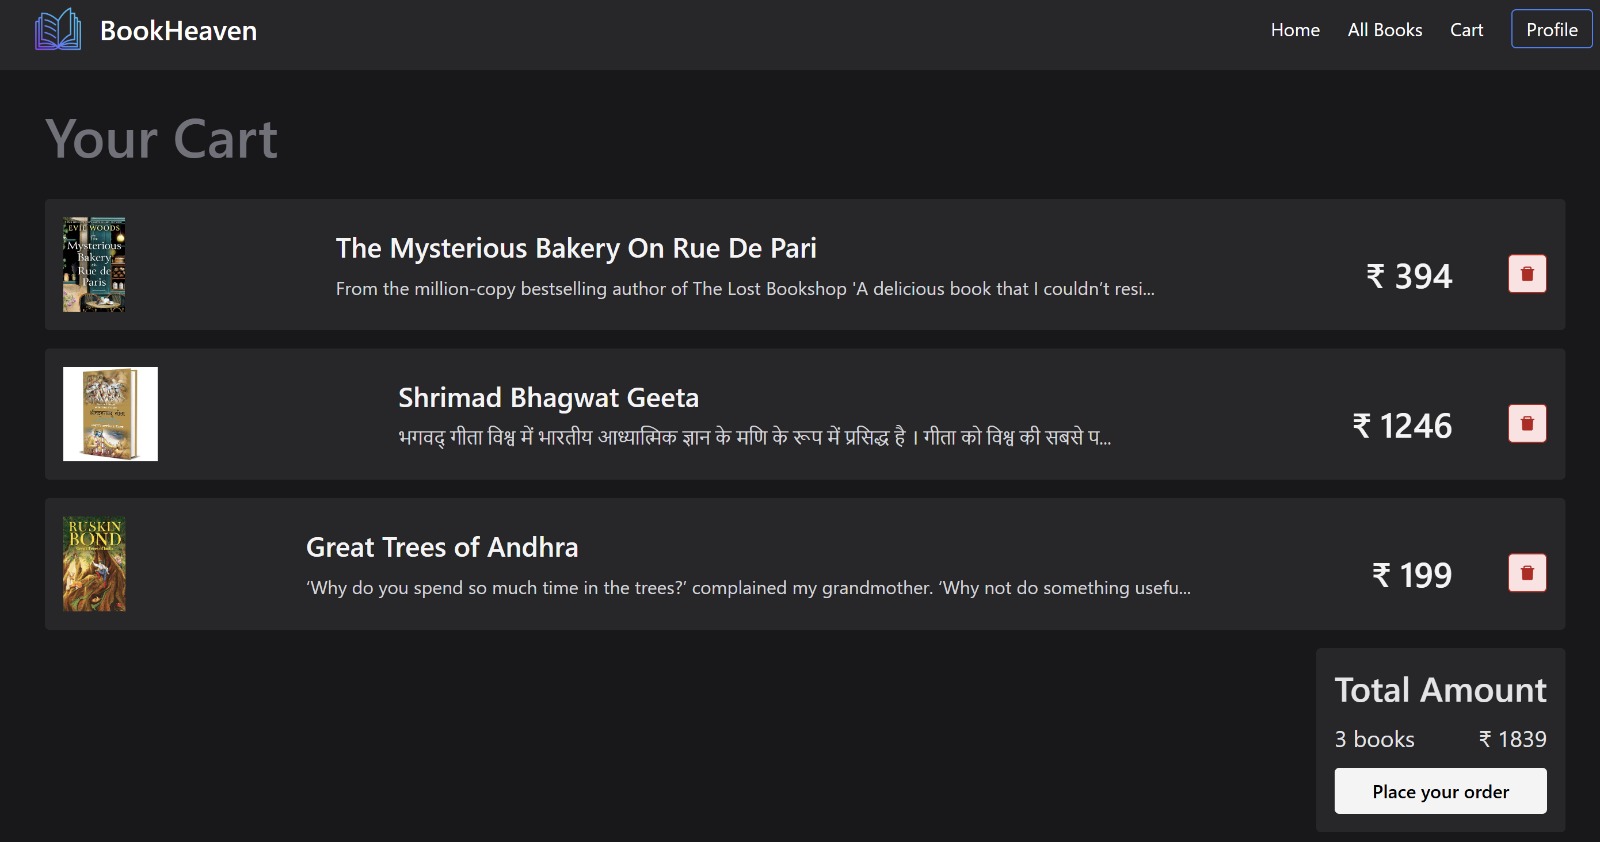 BookHeaven
Home
All Books
Cart
Profile
Your Cart
EVIE WOODS
The
Mysterious
Bakery
Rue de
Paris
The Mysterious Bakery On Rue De Pari
From the million-copy bestselling author of The Lost Bookshop 'A delicious book that I couldn’t resi...
₹ 394
Shrimad Bhagwat Geeta
भगवद् गीता विश्व में भारतीय आध्यात्मिक ज्ञान के मणि के रूप में प्रसिद्ध है । गीता को विश्व की सबसे प...
₹ 1246
RUSKIN
BOND
Great Trees of Andhra
‘Why do you spend so much time in the trees?’ complained my grandmother. ‘Why not do something usefu...
₹ 199
Total Amount
3 books ₹ 1839
Place your order